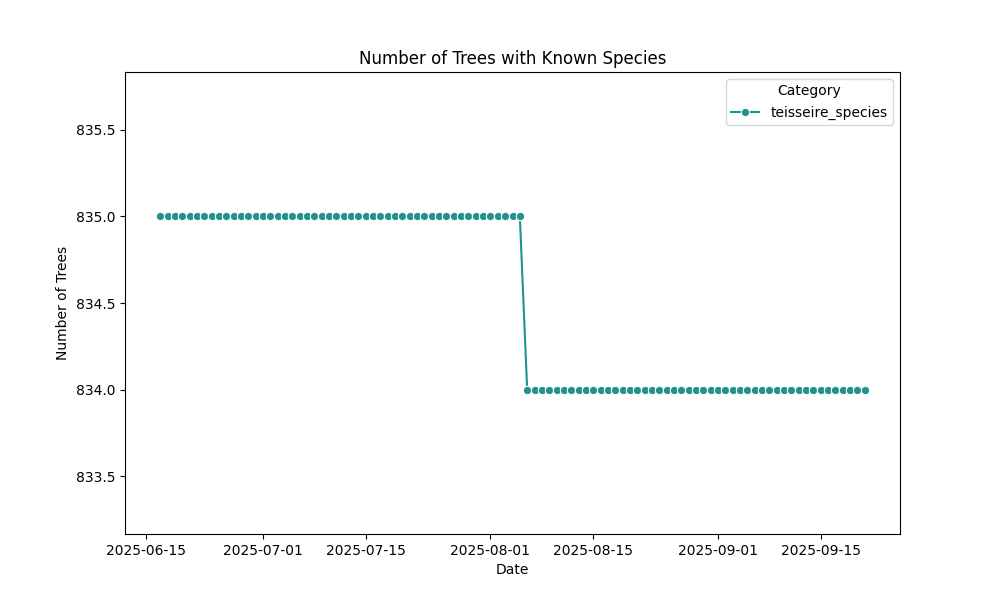 Number of Trees with Known Species
Category
teisseire_species
835.5
835.0
834.5
834.0
833.5
Number of Trees
2025-06-15
2025-07-01
2025-07-15
2025-08-01
2025-08-15
2025-09-01
2025-09-15
Date